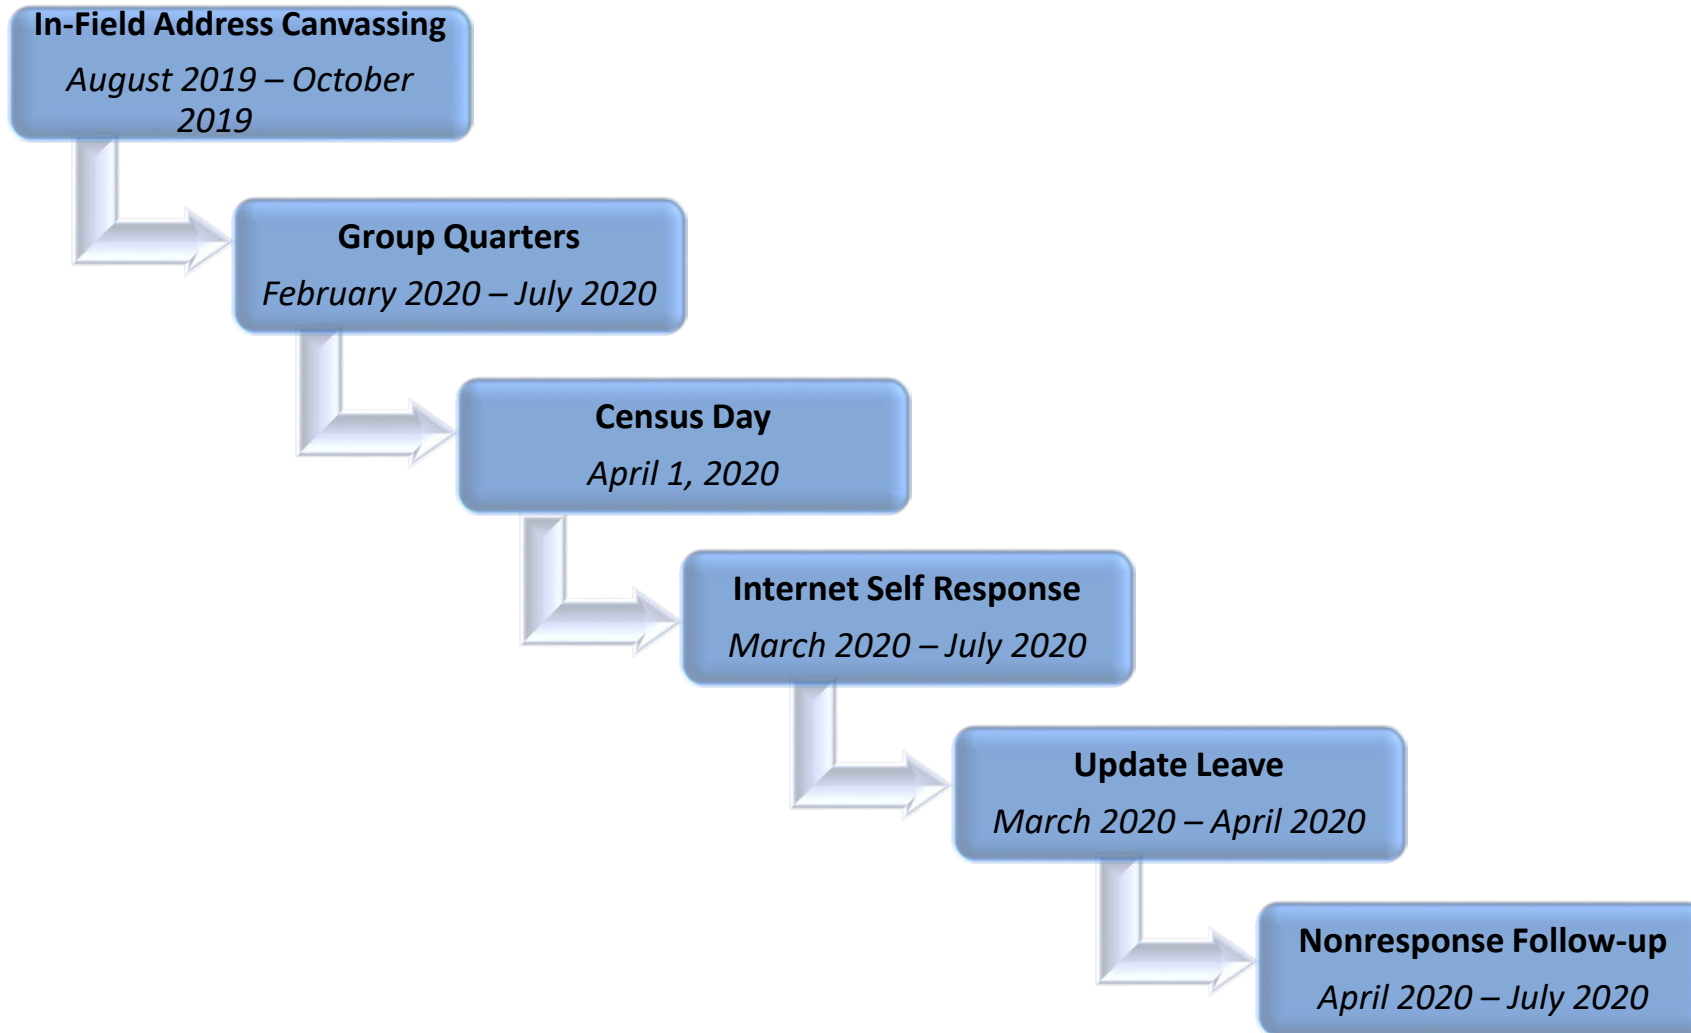 In-Field Address Canvassing
August 2019 – October
2019
Group Quarters
February 2020 – July 2020
Census Day
April 1, 2020
Internet Self Response
March 2020 – July 2020
Update Leave
March 2020 – April 2020
Nonresponse Follow-up
April 2020 – July 2020